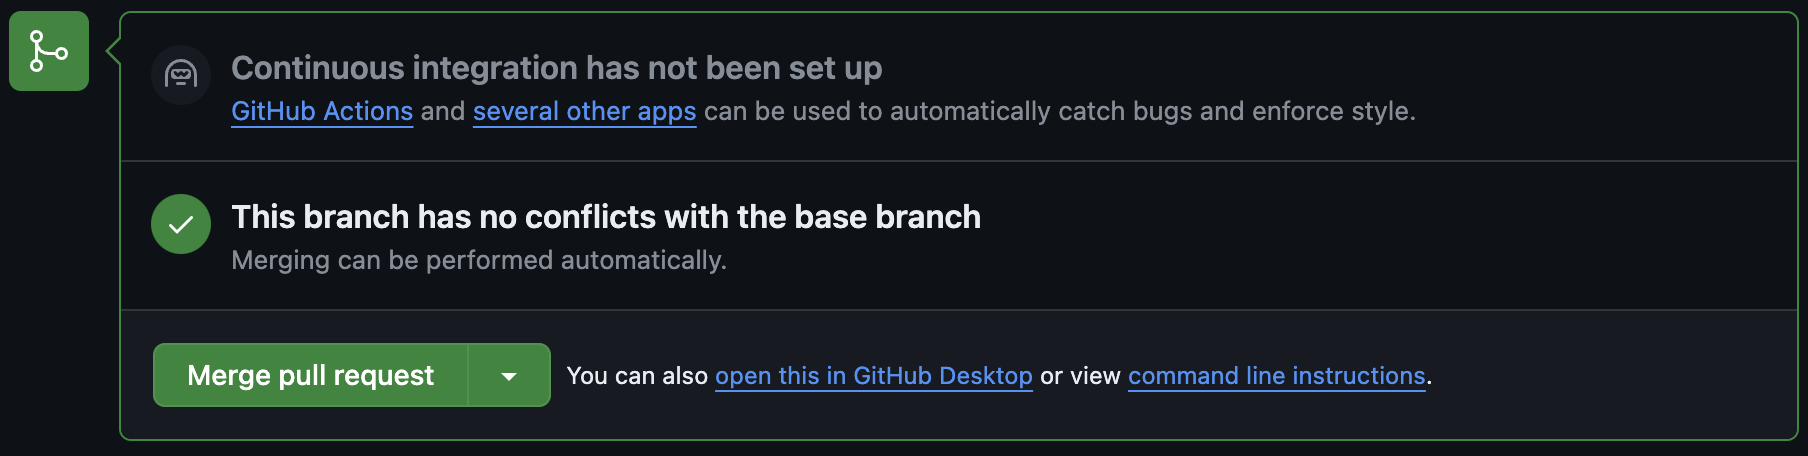 Continuous integration has not been set up
GitHub Actions and several other apps can be used to automatically catch bugs and enforce style.
This branch has no conflicts with the base branch
Merging can be performed automatically.
Merge pull request You can also open this in GitHub Desktop or view command line instructions.